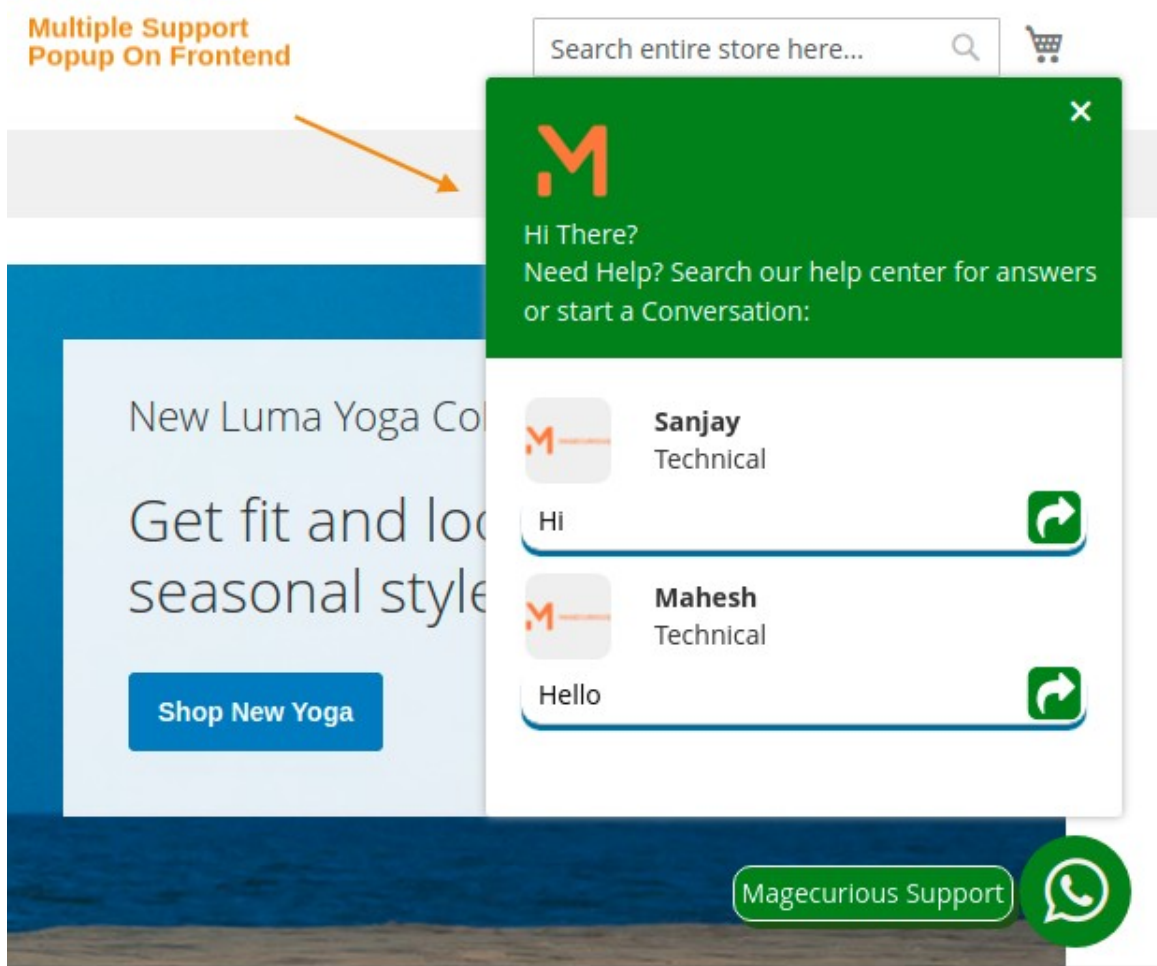 Multiple Support
Popup On Frontend
Search entire store here...
M
Hi There?
Need Help? Search our help center for answers
or start a Conversation:
New Luma Yoga Co
Get fit and loo
seasonal style
Shop New Yoga
Sanjay
Technical
Hi
Mahesh
Technical
Hello
Magecurious Support